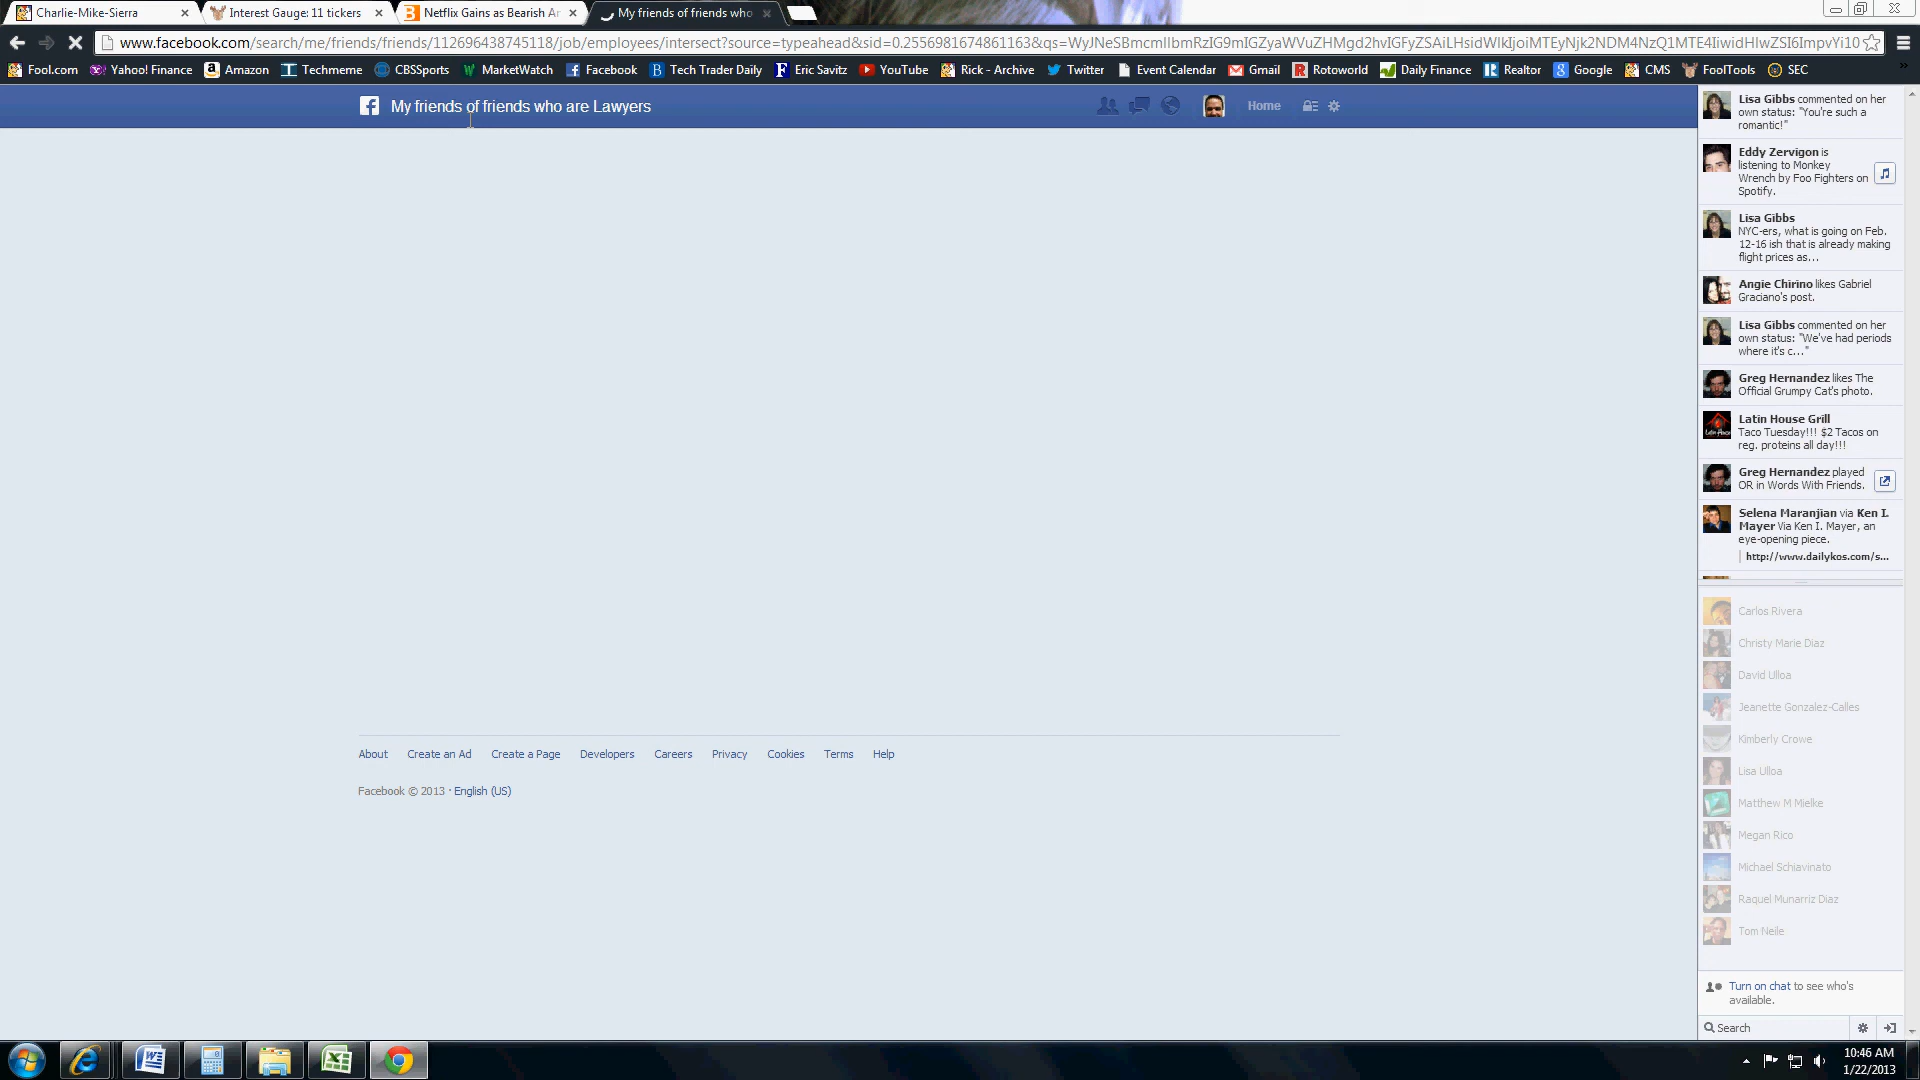 Charlie-Mike-Sierra
Interest Gauge: 11 tickers
Netflix Gains as Bearish Ar
My friends of friends who
www.facebook.com/search/me/friends/friends/112696438745118/job/employees/intersect?source=typeahead&sid=0.2556981674861163&qs=WyJNeSBmcmllbmRzIG9mIGZyaWVuZHMgd2hvIGFyZSAiLHsidWlkIjoiMTEyNjk2NDM4NzQ1MTE4IiwidHlwZSI6ImpvYi10
Fool.com Yahoo! Finance Amazon Techmeme CBSSports MarketWatch Facebook Tech Trader Daily Eric Savitz YouTube Rick - Archive Twitter Event Calendar Gmail Rotoworld Daily Finance Realtor Google CMS FoolTools SEC
My friends of friends who are Lawyers
Home
Lisa Gibbs commented on her
own status: "You're such a
romantic!"
Eddy Zervigon is
listening to Monkey
Wrench by Foo Fighters on
Spotify.
Lisa Gibbs
NYC-ers, what is going on Feb.
12-16 ish that is already making
flight prices as...
Angie Chirino likes Gabriel
Graciano's post.
Lisa Gibbs commented on her
own status: "We've had periods
where it's c..."
Greg Hernandez likes The
Official Grumpy Cat's photo.
Latin House Grill
Taco Tuesday!!! $2 Tacos on
reg. proteins all day!!!
Greg Hernandez played
OR in Words With Friends.
Selena Maranjian via Ken I.
Mayer Via Ken I. Mayer, an
eye-opening piece.
http://www.dailykos.com/s...
Carlos Rivera
Christy Marie Diaz
David Ulloa
Jeanette Gonzalez-Calles
Kimberly Crowe
Lisa Ulloa
Matthew M Mielke
Megan Rico
Michael Schiavinato
Raquel Munarriz Diaz
Tom Neile
Turn on chat to see who's
available.
Search
About Create an Ad Create a Page Developers Careers Privacy Cookies Terms Help
Facebook © 2013 · English (US)
10:46 AM
1/22/2013